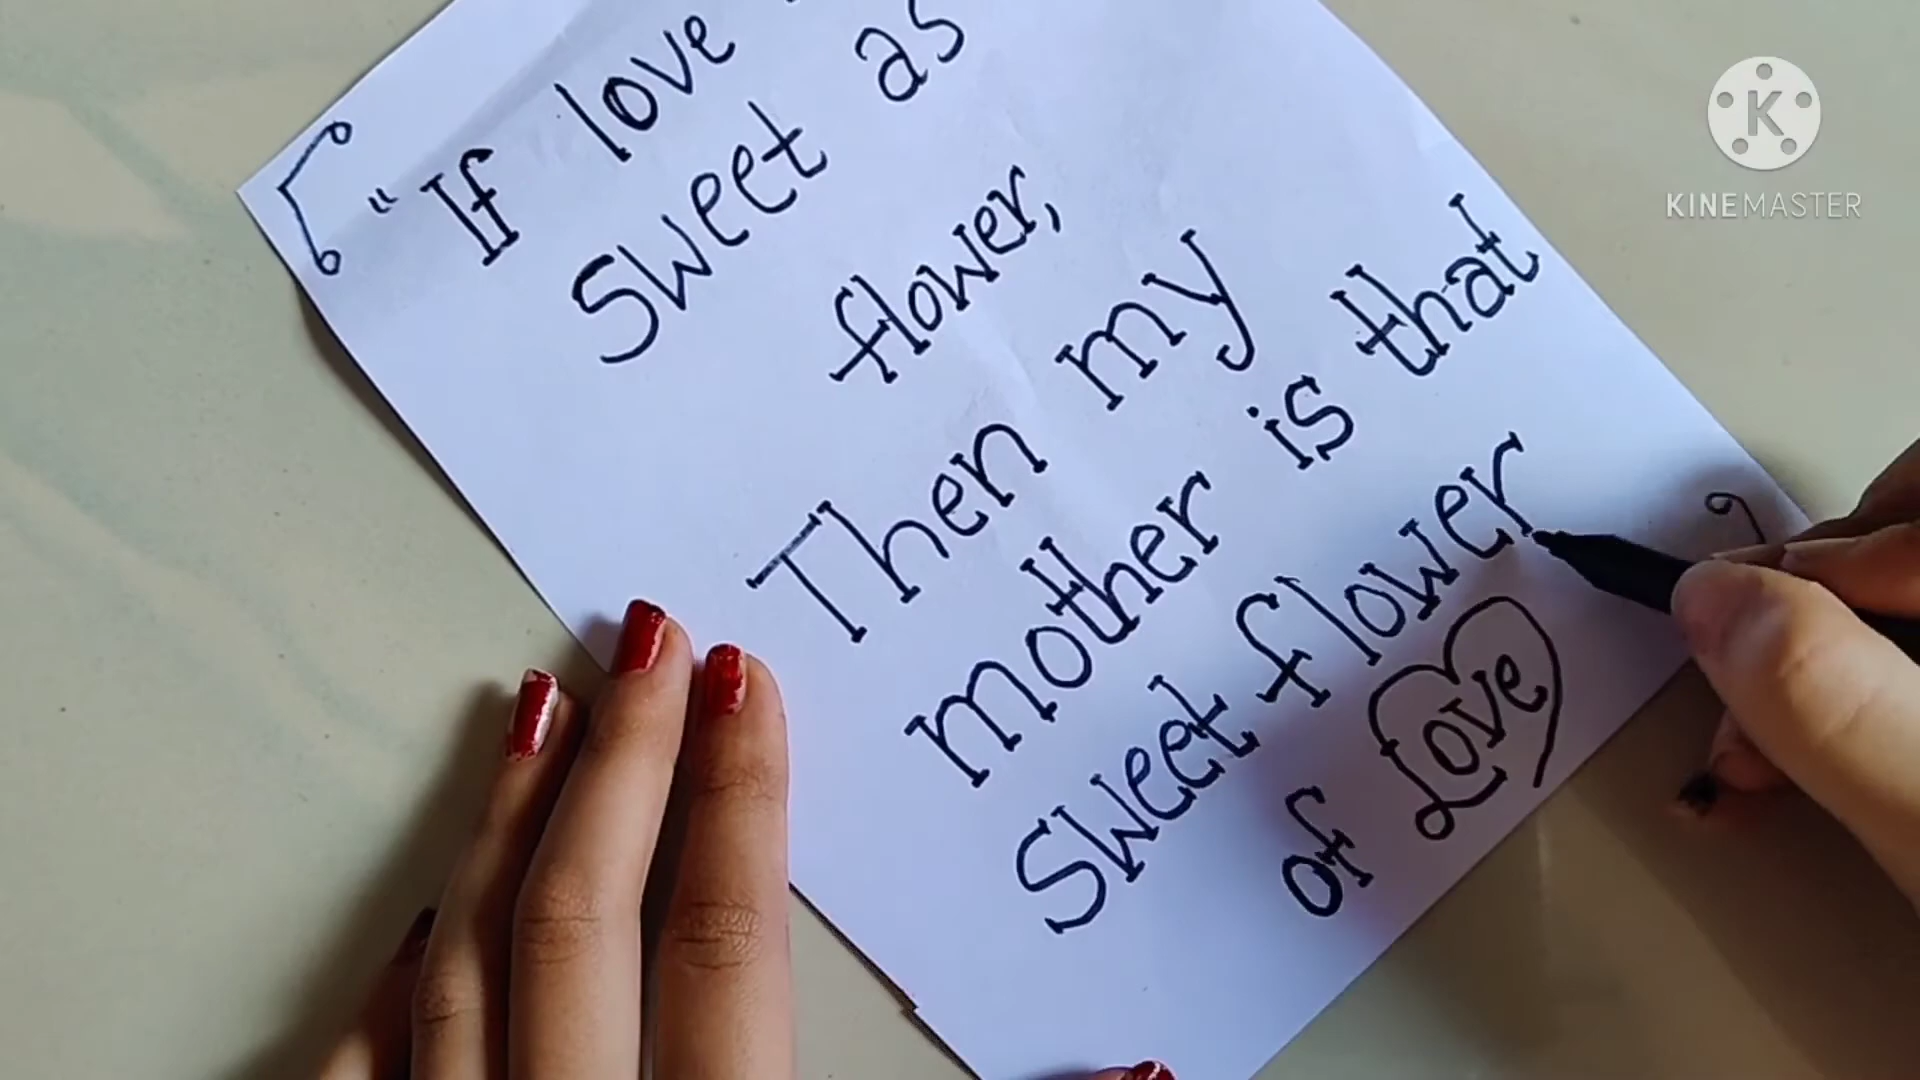 "If love
Sweet as
flower,
Then my
mother is that
Sweet flower
of Love
KINEMASTER